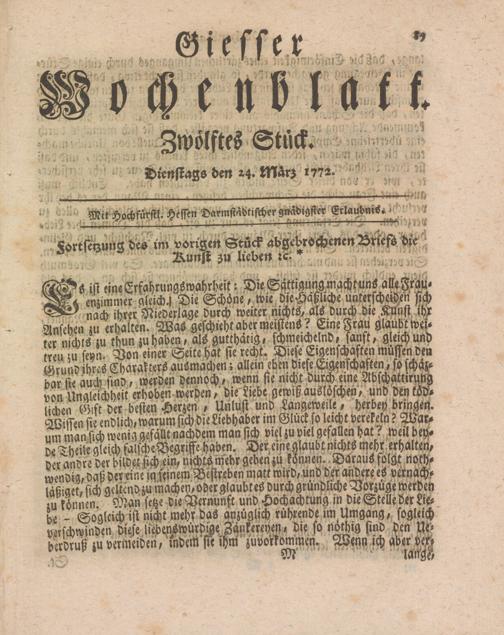 89
Giesser
Wochenblatt.
Zwölftes Stück.
Dienstags den 24. März 1772.
Mit Hochfürstl. Hessen Darmstädtischer gnädigster Erlaubnis.
Fortsetzung des im vorigen Stück abgebrochenen Briefs die
Kunst zu lieben ꝛc. *
Es ist eine Erfahrungswahrheit: Die Sättigung macht uns alle Frau-
enzimmer gleich. Die Schöne, wie die Häßliche unterscheiden sich
nach ihrer Niederlage durch weiter nichts, als durch die Kunst ihr
Ansehen zu erhalten. Was geschieht aber meistens? Eine Frau glaubt wei-
ter nichts zu thun zu haben, als gutthätig, schmeichelnd, sanft, gleich und
treu zu seyn. Von einer Seite hat sie recht. Diese Eigenschaften müssen den
Grund ihres Charakters ausmachen; allein eben diese Eigenschaften, so schäz-
bar sie auch sind, werden dennoch, wenn sie nicht durch eine Abschattirung
von Ungleichheit erhoben werden, die Liebe gewiß auslöschen, und den töd-
lichen Gift der besten Herzen, Unlust und Langeweile, herbey bringen.
Wissen sie endlich, warum sich die Liebhaber im Glück so leicht verekeln? War-
um man sich wenig gefällt nachdem man sich viel zu viel gefallen hat? weil bey-
de Theile gleich falsche Begriffe haben. Der eine glaubt nichts mehr erhalten,
der andre der bildet sich ein, nichts mehr geben zu können. Daraus folgt noth-
wendig, daß der eine in seinem Bestreben matt wird, und der andere es vernach-
läßiget, sich geltend zu machen, oder glaubt es durch gründliche Vorzüge werden
zu können. Man setze die Vernunft und Hochachtung in die Stelle der Lie-
be – Sogleich ist nicht mehr das anzüglich rührende im Umgang, sogleich
verschwinden diese liebenswürdige Zänkereyen, die so nöthig sind den Ue-
berdruß zu vermeiden, indem sie ihm zuvorkommen. Wenn ich aber ver-
M lange,